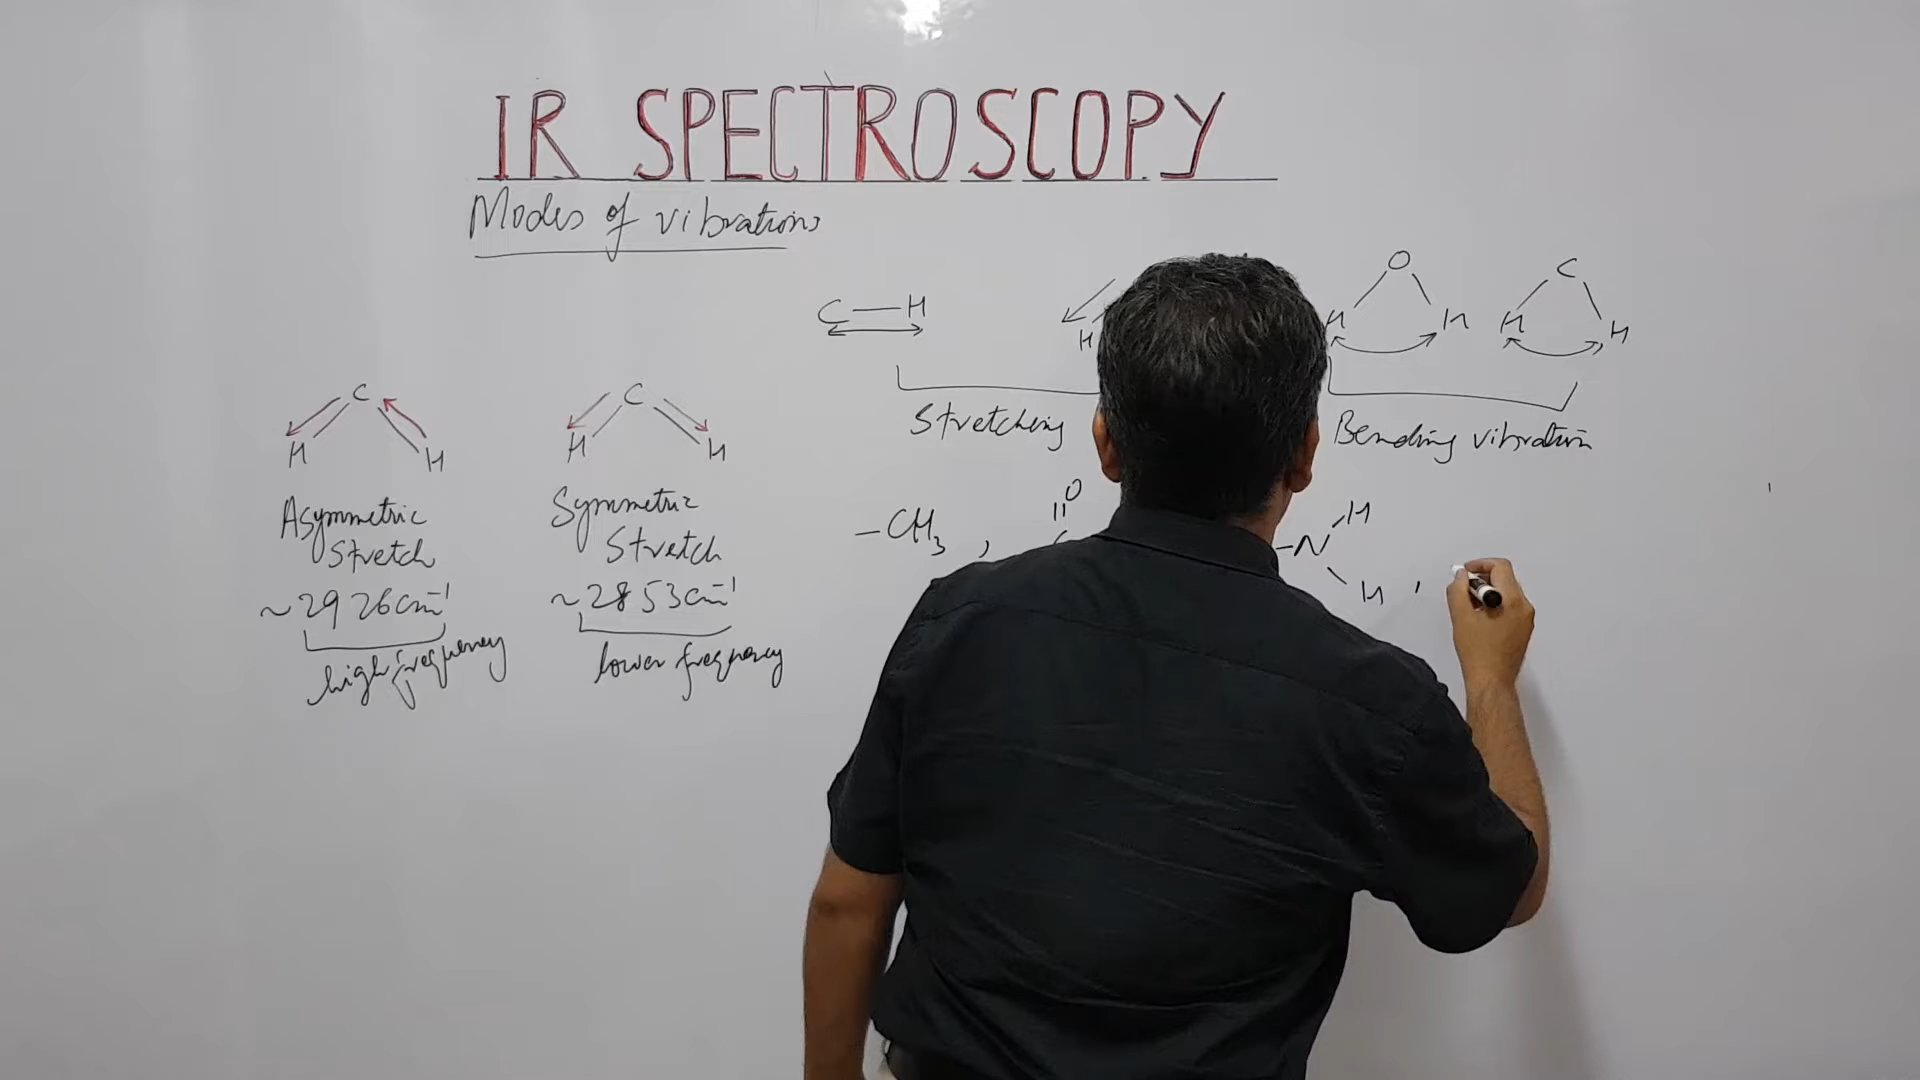 IR SPECTROSCOPY
Modes of vibrations
C
H
Asymmetric
Stretch
~2926cm⁻¹
high frequency
C
H
H
Symmetric
Stretch
~2853cm⁻¹
lower frequency
C
H
H
C—H
H
Stretching
O
H
H
C
H
H
Bending vibration
-CH₃ ,
O
-N
H
H ,